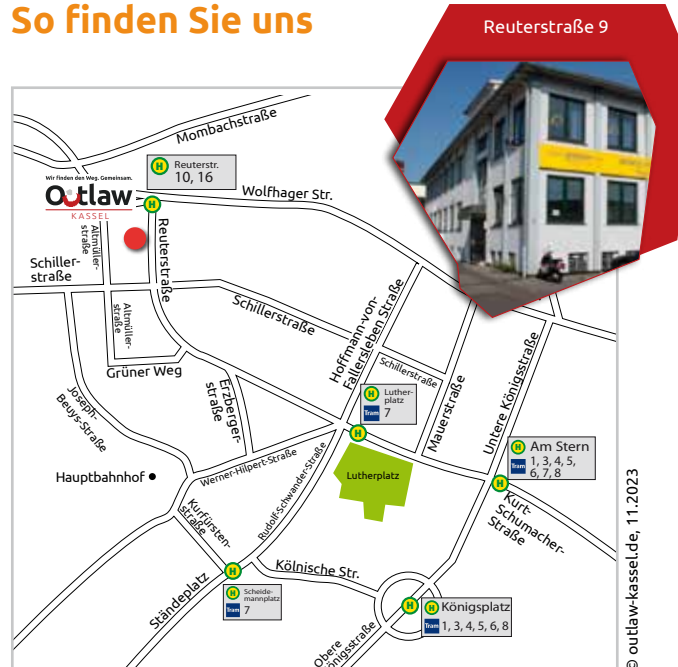 So finden Sie uns
Reuterstraße 9
Mombachstraße
Wir finden den Weg. Gemeinsam.
Outlaw
KASSEL
H Reuterstr.
10, 16
H
Wolfhager Str.
Altmüller-
straße
Reuterstraße
Schiller-
straße
Altmüller-
straße
Schillerstraße
Hoffmann-von-
Fallersleben Straße
Schillerstraße
Grüner Weg
Joseph-
Beuys-Straße
Erzberger-
straße
Mauerstraße
Untere Königsstraße
H Luther-
platz
Tram 7
H
H Am Stern
Tram 1, 3, 4, 5,
6, 7, 8
H
Werner-Hilpert-Straße
Rudolf-Schwander-Straße
Lutherplatz
Hauptbahnhof
Kurfürsten-
straße
Kurt-
Schumacher-
Straße
Kölnische Str.
Ständeplatz
H
H Scheide-
mannplatz
Tram 7
H
H Königsplatz
Tram 1, 3, 4, 5, 6, 8
Obere
Königsstraße
© outlaw-kassel.de, 11.2023